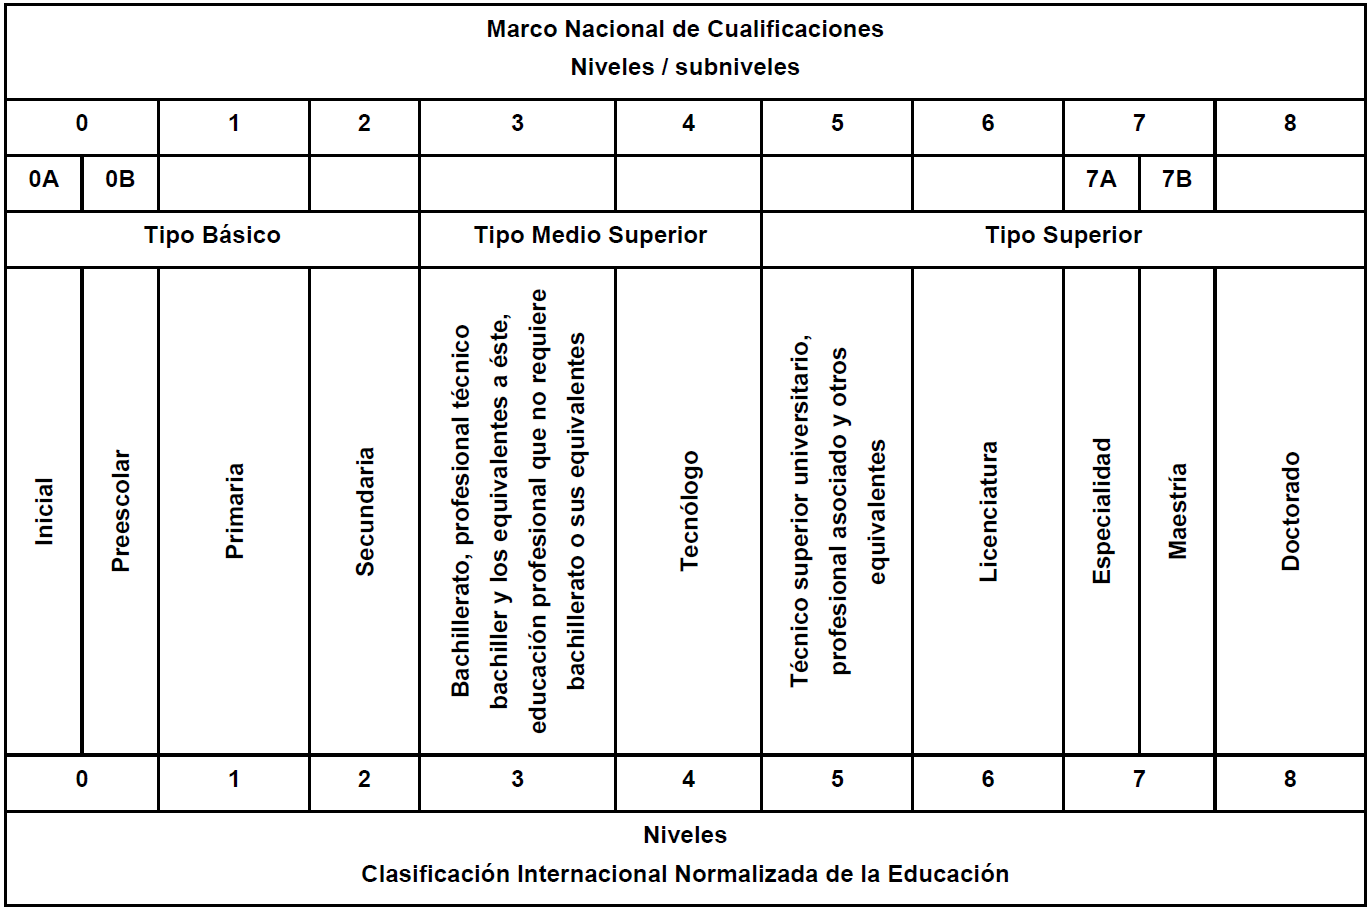 Marco Nacional de Cualificaciones
Niveles / subniveles
0 1 2 3 4 5 6 7 8
0A 0B 7A 7B
Tipo Básico Tipo Medio Superior Tipo Superior
Inicial
Preescolar
Primaria
Secundaria
Bachillerato, profesional técnico
bachiller y los equivalentes a éste,
educación profesional que no requiere
bachillerato o sus equivalentes
Tecnólogo
Técnico superior universitario,
profesional asociado y otros
equivalentes
Licenciatura
Especialidad
Maestría
Doctorado
0 1 2 3 4 5 6 7 8
Niveles
Clasificación Internacional Normalizada de la Educación